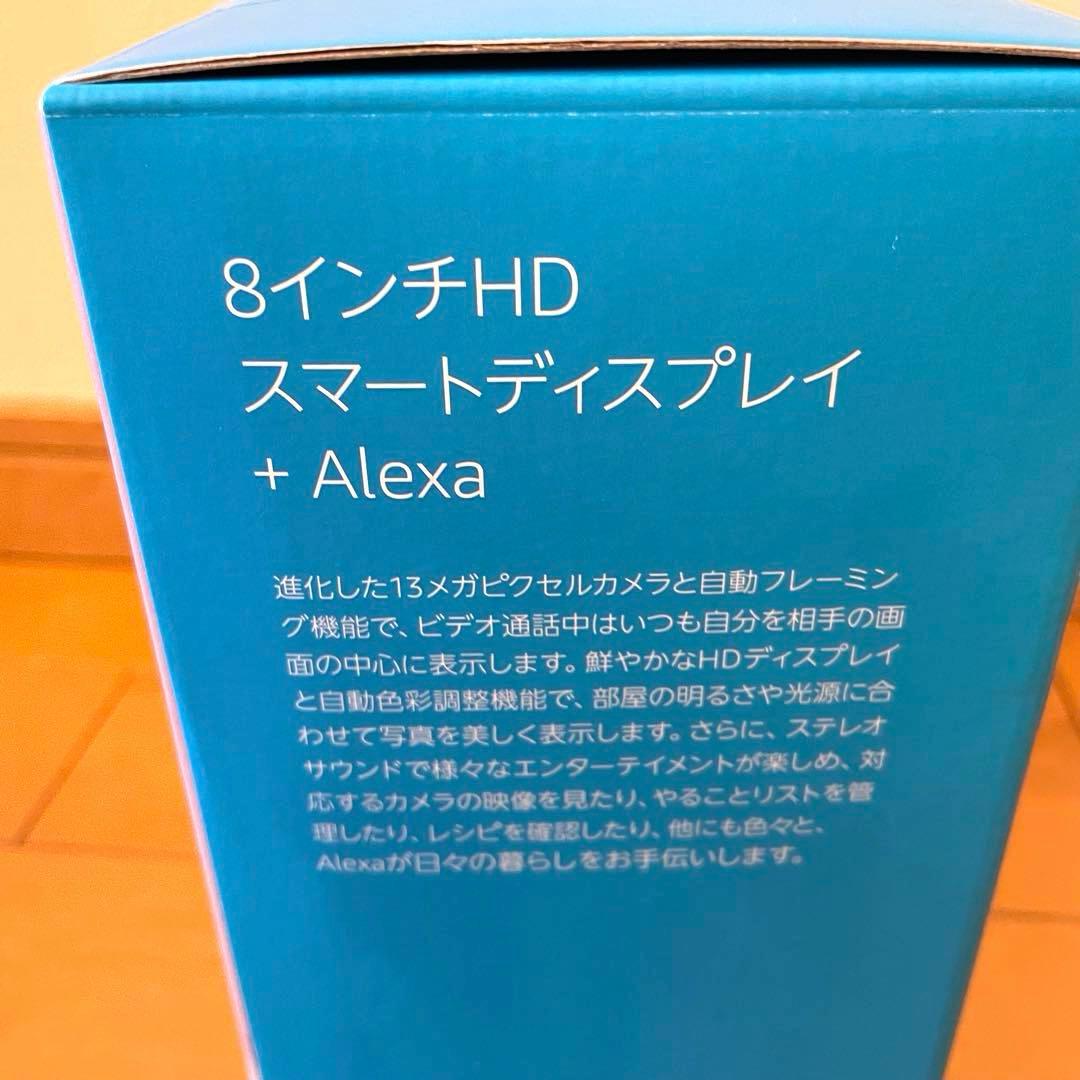 8インチHD
スマートディスプレイ
+ Alexa
進化した13メガピクセルカメラと自動フレーミン
グ機能で、ビデオ通話中はいつも自分を相手の画
面の中心に表示します。鮮やかなHDディスプレイ
と自動色彩調整機能で、部屋の明るさや光源に合
わせて写真を美しく表示します。さらに、ステレオ
サウンドで様々なエンターテイメントが楽しめ、対
応するカメラの映像を見たり、やることリストを管
理したり、レシピを確認したり、他にも色々と、
Alexaが日々の暮らしをお手伝いします。